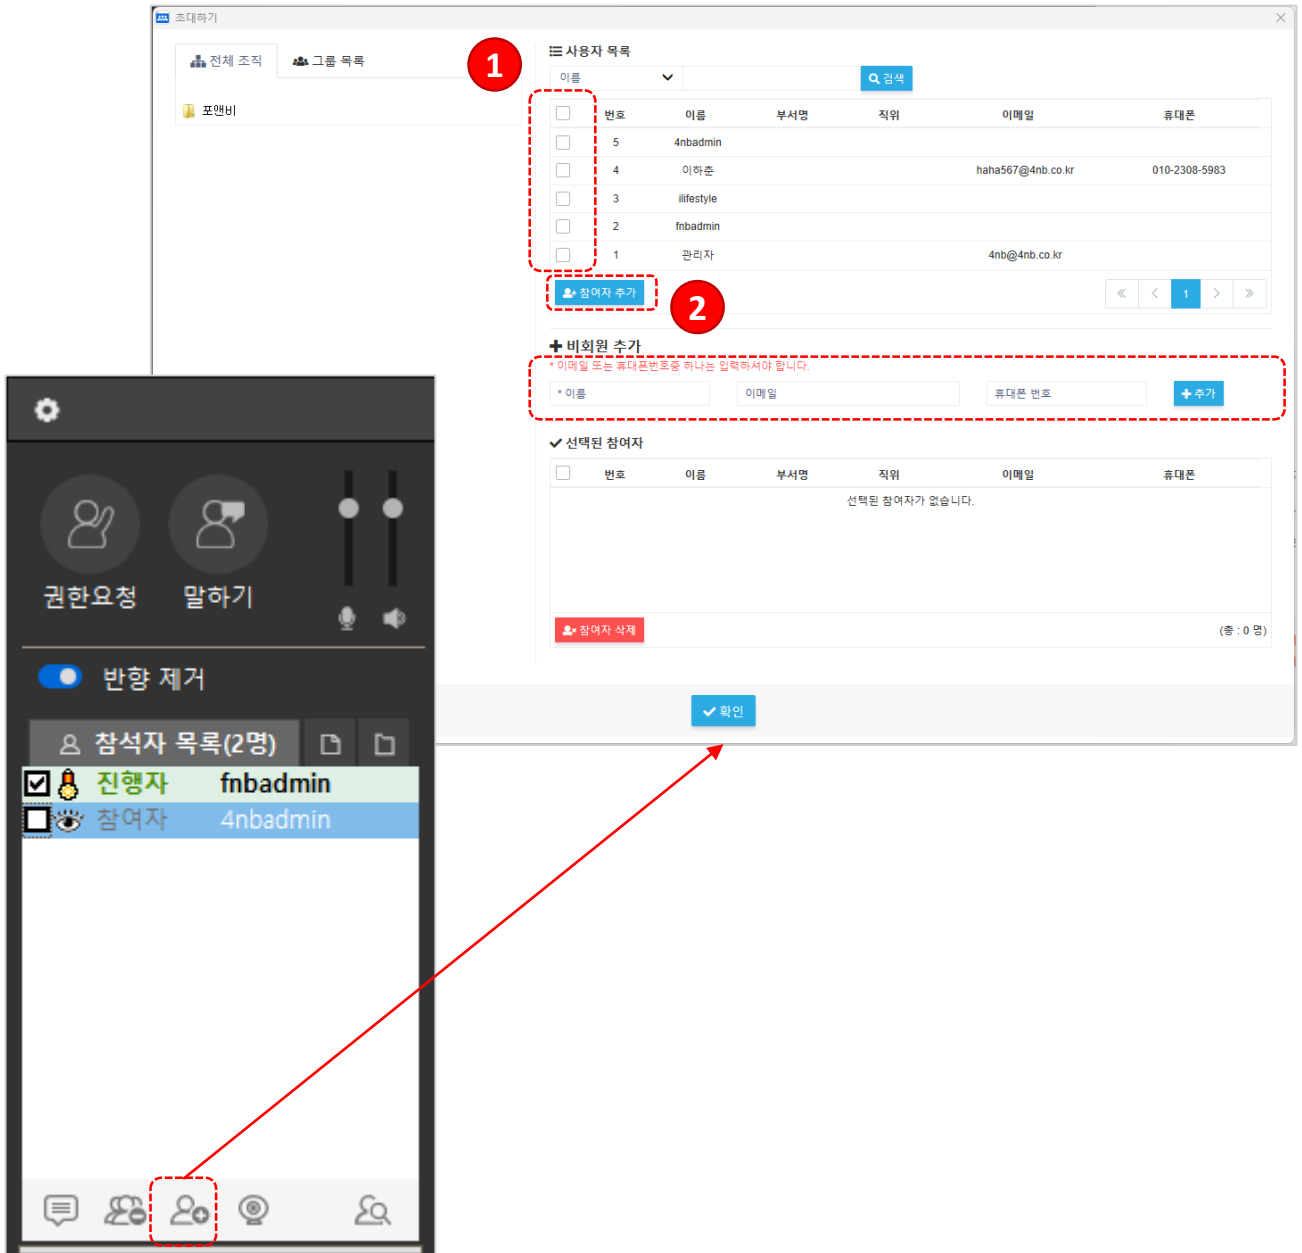 초대하기
전체 조직
그룹 목록
1
포앤비
사용자 목록
이름
검색
번호 이름 부서명 직위 이메일 휴대폰
5 4nbadmin
4 이하춘 haha567@4nb.co.kr 010-2308-5983
3 ilifestyle
2 fnbadmin
1 관리자 4nb@4nb.co.kr
참여자 추가
2
« < 1 > »
비회원 추가
* 이메일 또는 휴대폰번호중 하나는 입력하셔야 합니다.
* 이름 이메일 휴대폰 번호 추가
선택된 참여자
번호 이름 부서명 직위 이메일 휴대폰
선택된 참여자가 없습니다.
참여자 삭제
(총 : 0 명)
확인
권한요청 말하기
반향 제거
참석자 목록(2명)
진행자 fnbadmin
참여자 4nbadmin